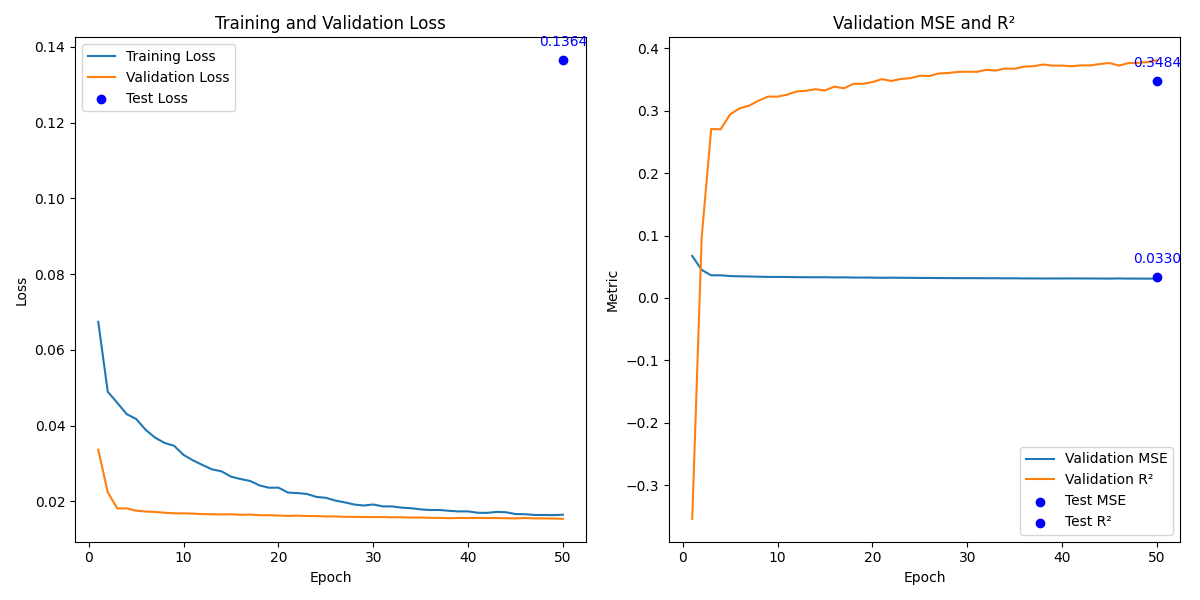 Training and Validation Loss
0.1364
Training Loss
Validation Loss
Test Loss
0.14
0.12
0.10
0.08
0.06
0.04
0.02
Loss
0
10
20
30
40
50
Epoch
Validation MSE and R²
0.3484
0.0330
0.4
0.3
0.2
0.1
0.0
−0.1
−0.2
−0.3
Metric
Validation MSE
Validation R²
Test MSE
Test R²
0
10
20
30
40
50
Epoch